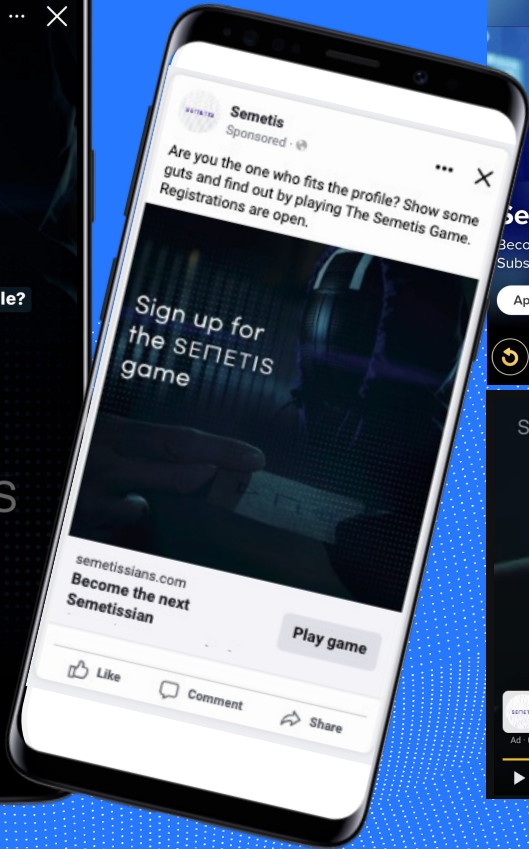 le?
S
SEMETIS
Semetis
Sponsored ·
Are you the one who fits the profile? Show some
guts and find out by playing The Semetis Game.
Registrations are open.
Sign up for
the SEMETIS
game
semetissians.com
Become the next
Semetissian
Play game
Like
Comment
Share
Se
Beco
Subs
Ap
S
Ad ·